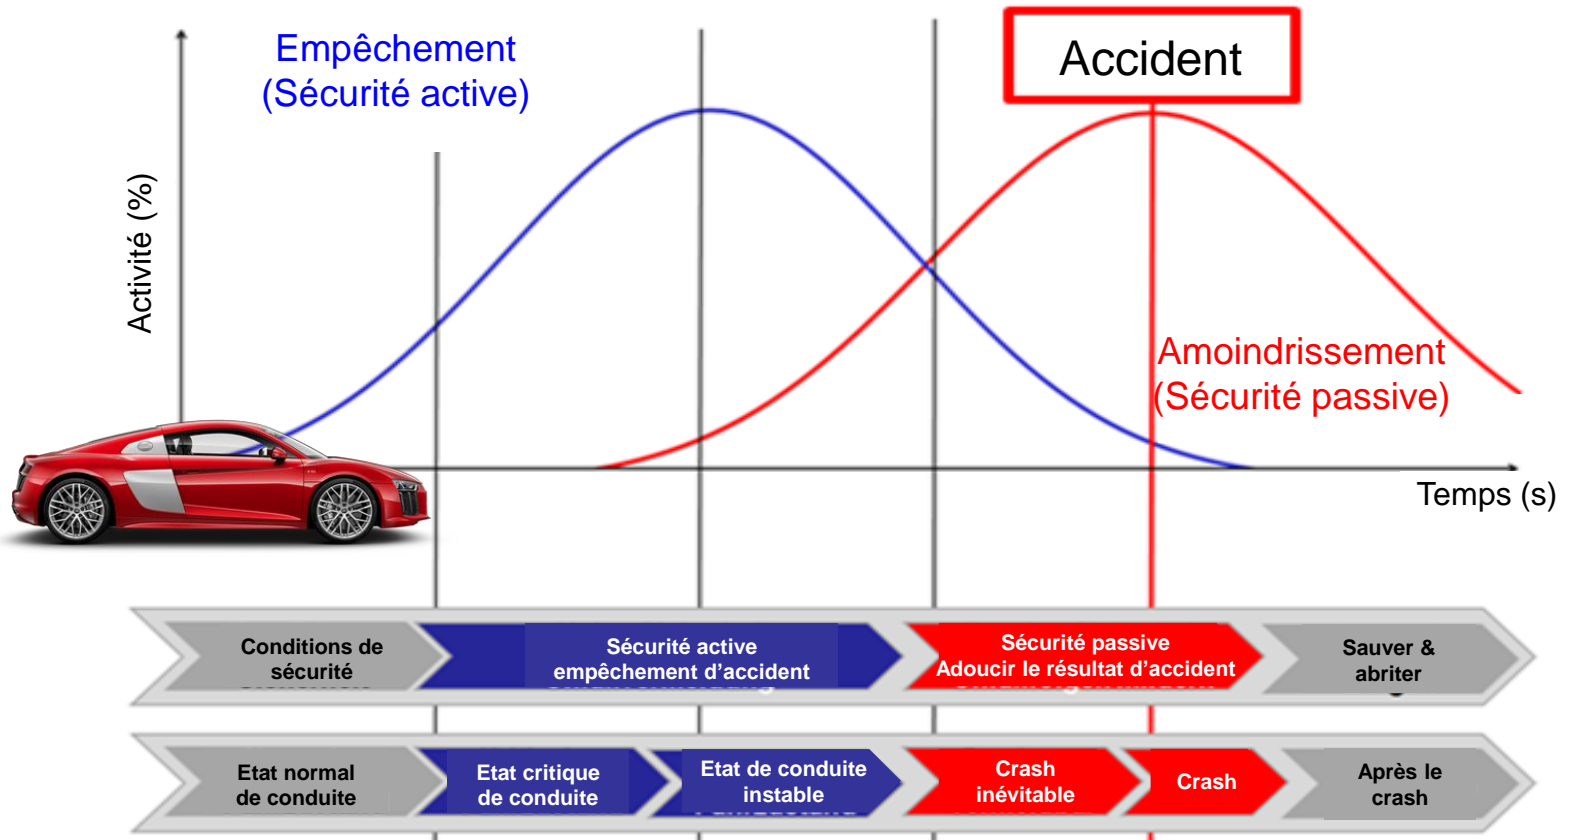 Empêchement
(Sécurité active)
Accident
Activité (%)
Amoindrissement
(Sécurité passive)
Temps (s)
Conditions de
sécurité
Sécurité active
empêchement d'accident
Sécurité passive
Adoucir le résultat d'accident
Sauver &
abriter
Etat normal
de conduite
Etat critique
de conduite
Etat de conduite
instable
Crash
inévitable
Crash
Après le
crash